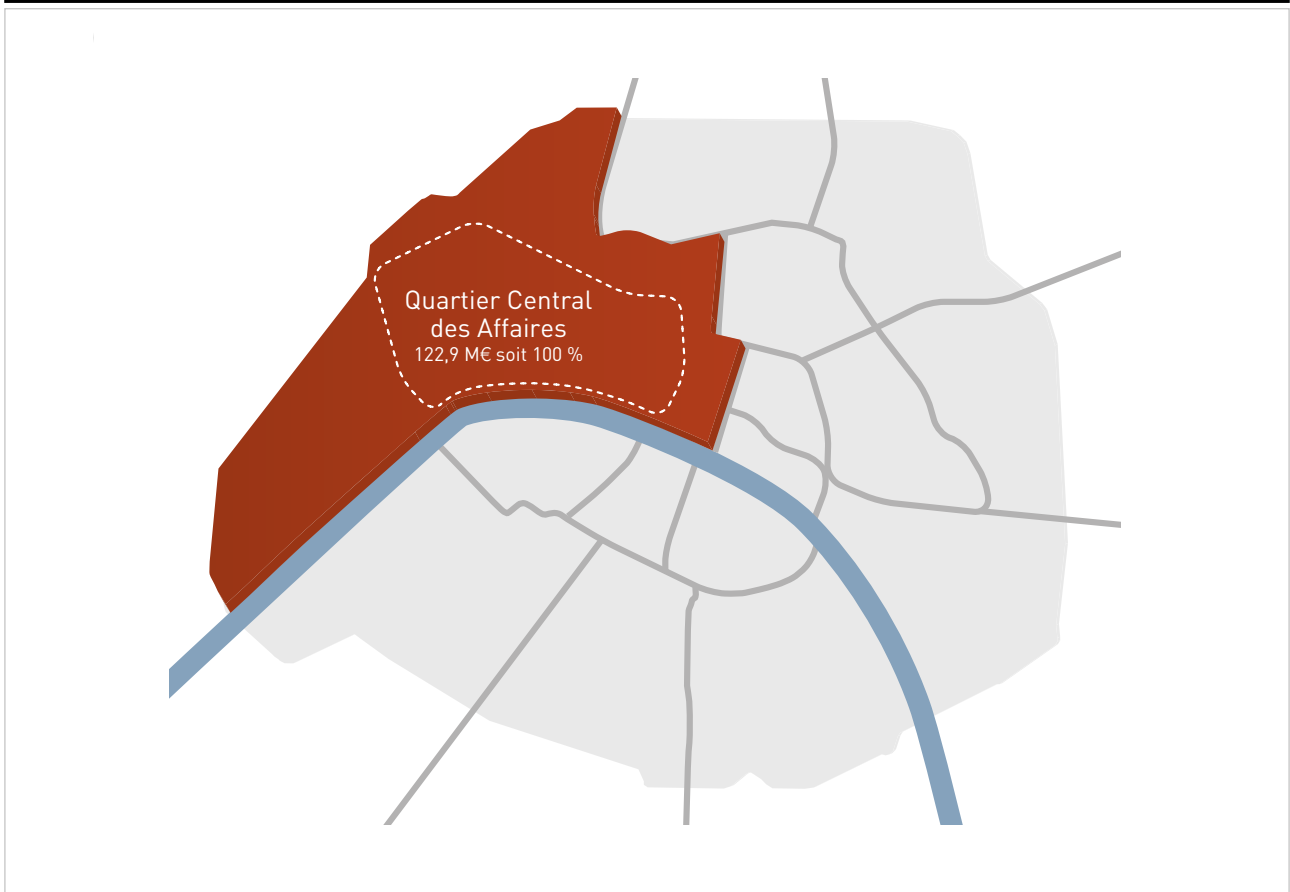 Quartier Central
des Affaires
122,9 M€ soit 100 %